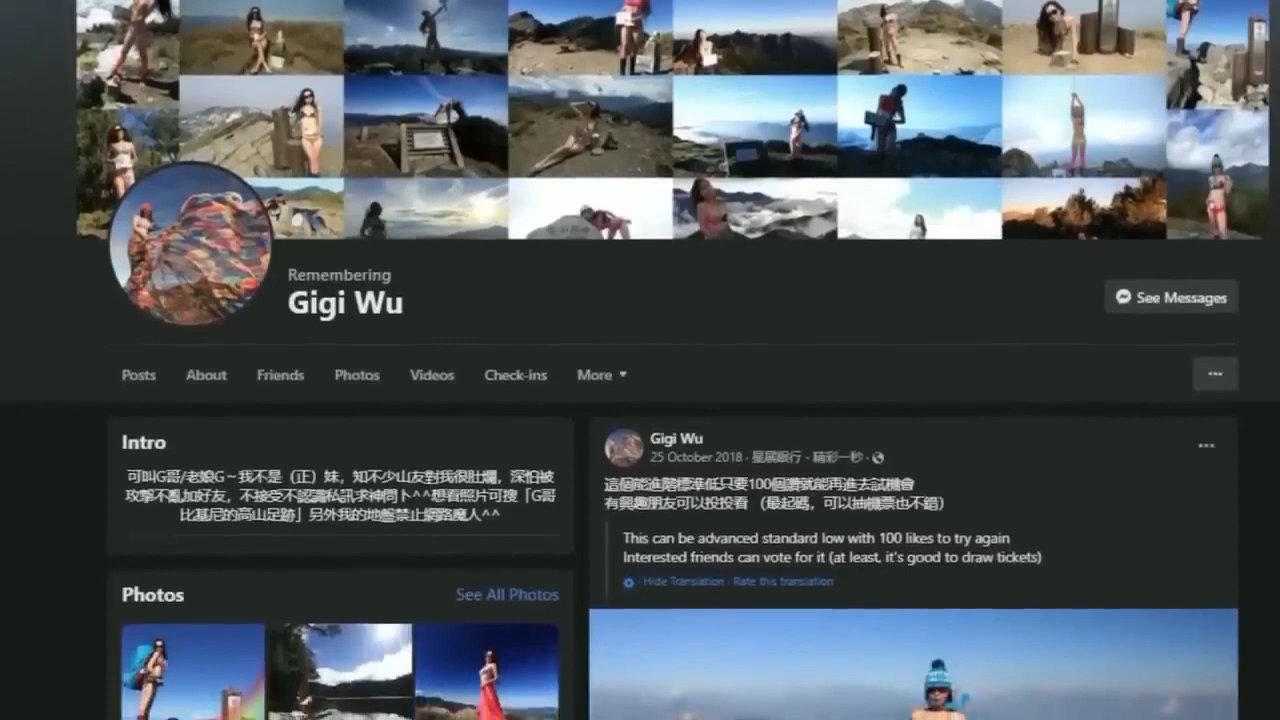 Remembering
Gigi Wu
See Messages
Posts
About
Friends
Photos
Videos
Check-ins
More
Intro
可叫G哥/老娘G~我不是（正）妹，知不少山友對我很肚爛，深怕被
攻擊不亂加好友，不接受不認識私訊求神問卜^^想看照片可搜「G哥
比基尼的高山足跡」另外我的地盤禁止網路魔人^^
Photos
See All Photos
Gigi Wu
25 October 2018 · 星展銀行 - 精彩一秒 ·
這個能進階標準低只要100個讚就能再進去試機會
有興趣朋友可以投投看 （最起碼，可以抽機票也不錯）
This can be advanced standard low with 100 likes to try again
Interested friends can vote for it (at least, it's good to draw tickets)
· Hide Translation · Rate this translation